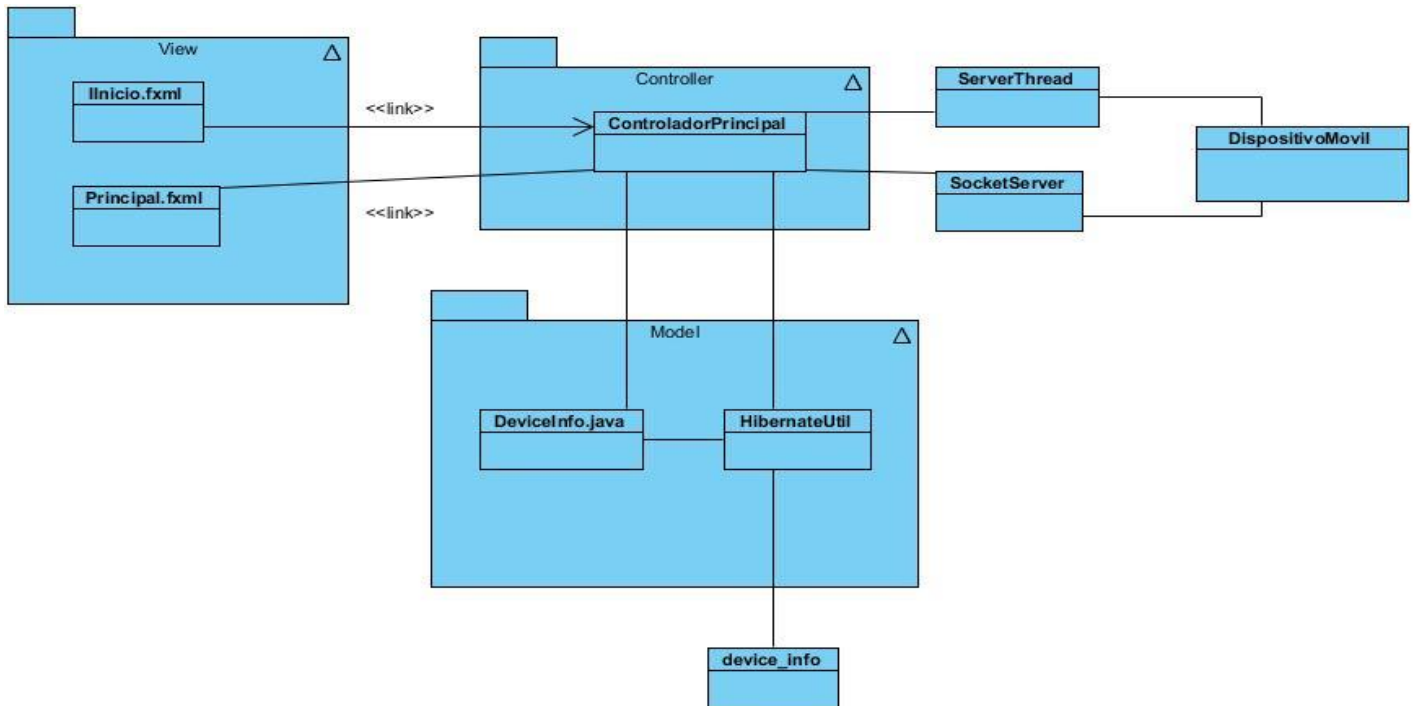 View
IInicio.fxml
Principal.fxml
<<link>>
<<link>>
Controller
ControladorPrincipal
ServerThread
SocketServer
DispositivoMovil
Model
DeviceInfo.java
HibernateUtil
device_info